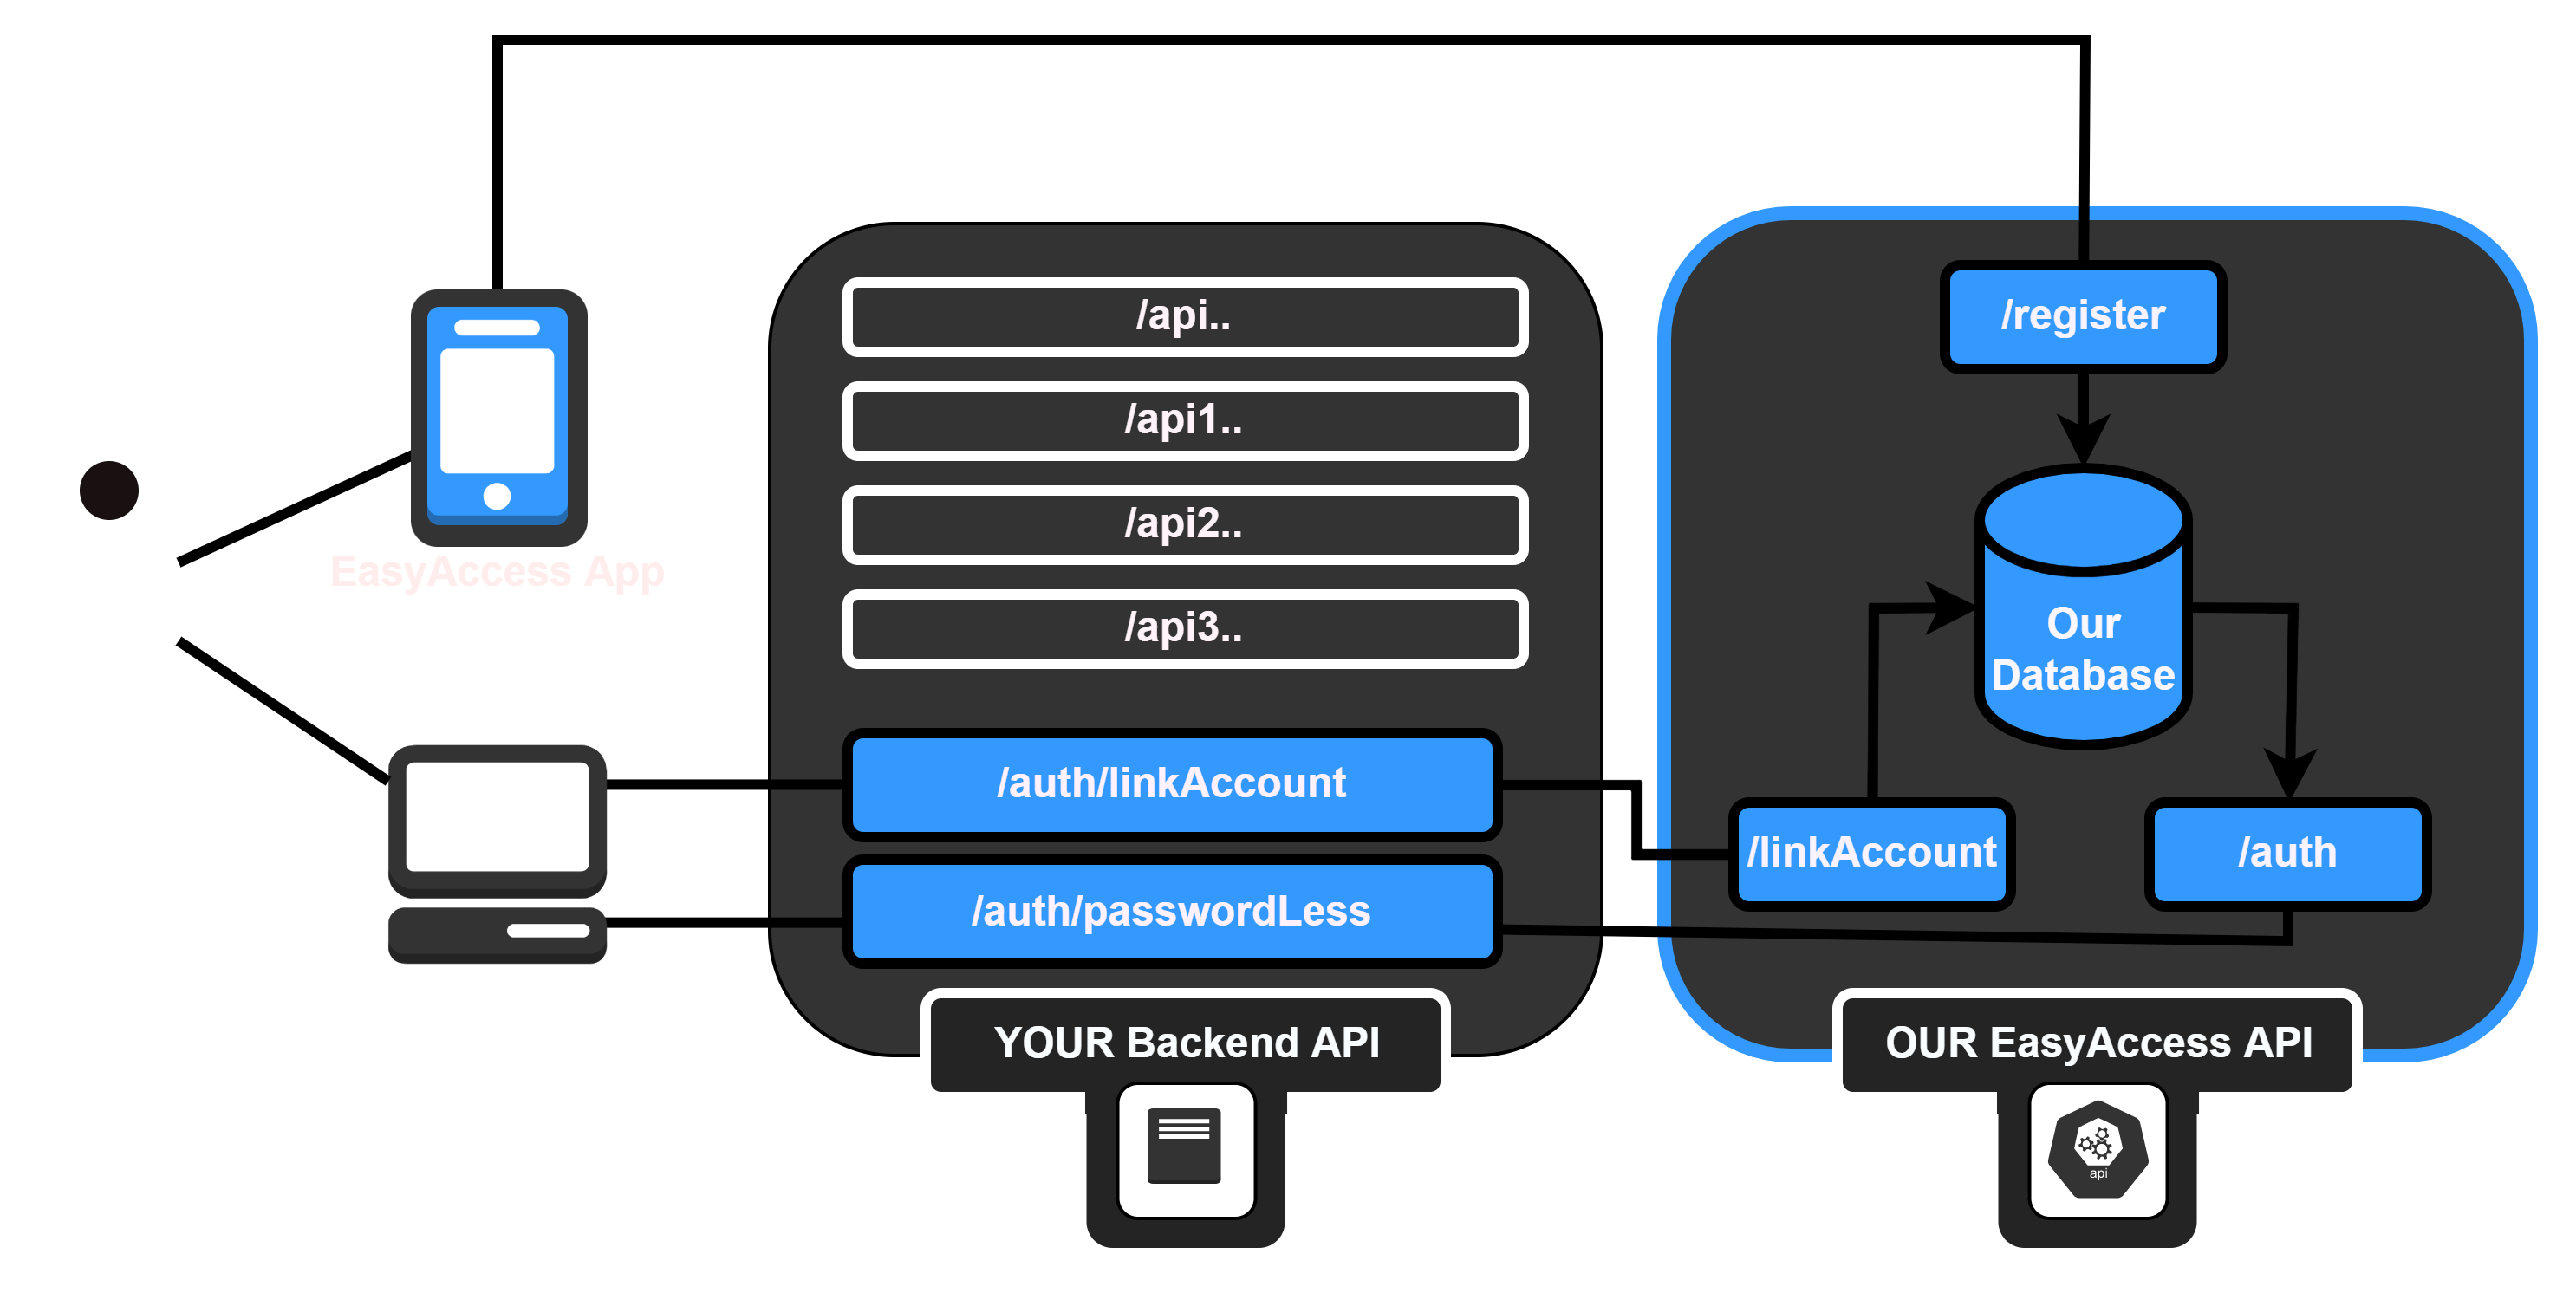 /api..
/register
/api1..
/api2..
EasyAccess App
/api3..
Our
Database
/auth/linkAccount
/linkAccount
/auth
/auth/passwordLess
YOUR Backend API
OUR EasyAccess API
api